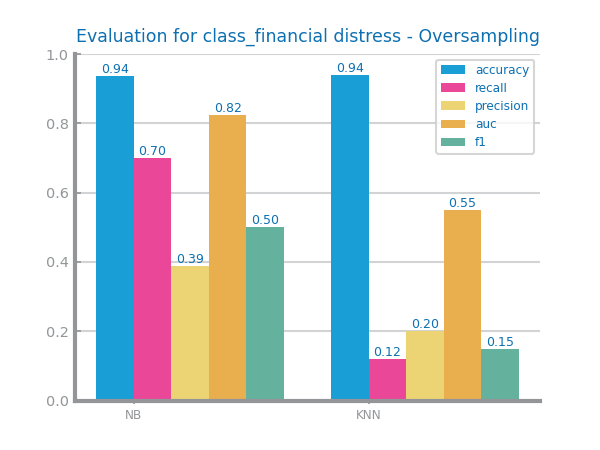 Evaluation for class_financial distress - Oversampling
1.0
0.8
0.6
0.4
0.2
0.0
0.94
0.70
0.39
0.82
0.50
0.94
0.12
0.20
0.55
0.15
accuracy
recall
precision
auc
f1
NB
KNN